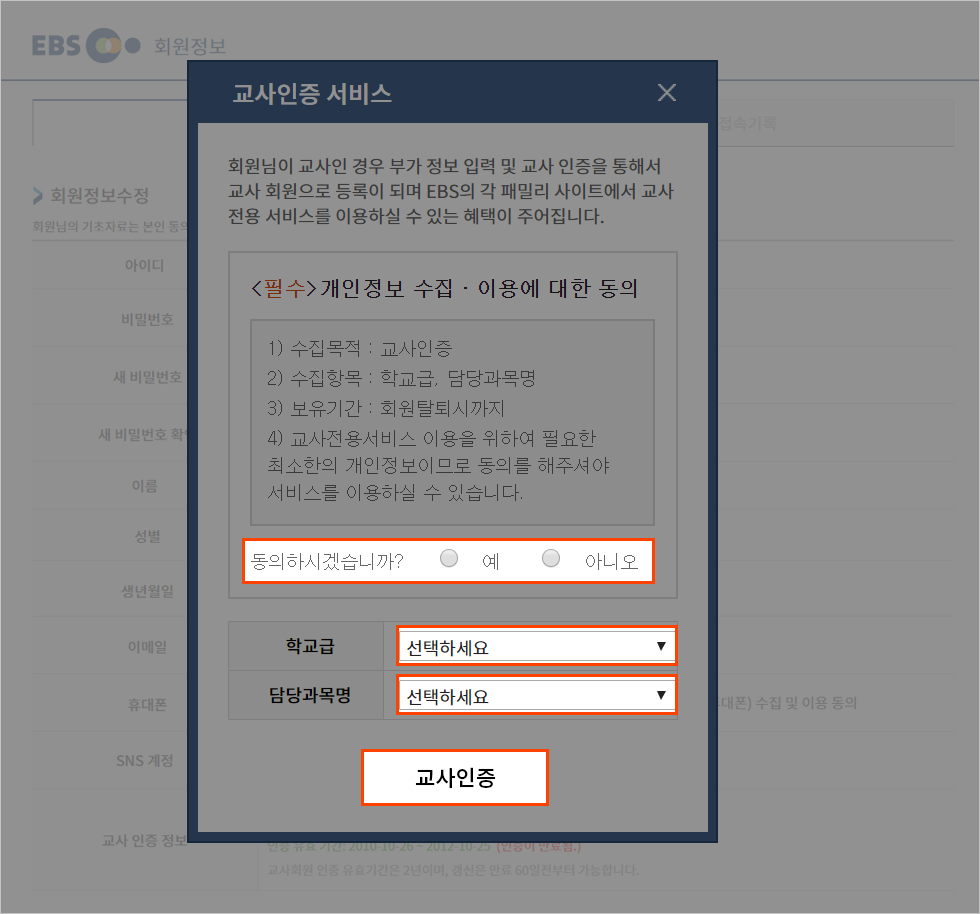 EBS 회원정보
교사인증 서비스
접속기록
회원님이 교사인 경우 부가 정보 입력 및 교사 인증을 통해서
교사 회원으로 등록이 되며 EBS의 각 패밀리 사이트에서 교사
전용 서비스를 이용하실 수 있는 혜택이 주어집니다.
회원정보수정
회원님의 기초자료는 본인 동의
아이디
비밀번호
새 비밀번호
새 비밀번호 확인
이름
성별
생년월일
이메일
휴대폰
SNS 계정
교사 인증 정보
<필수>개인정보 수집 · 이용에 대한 동의
1) 수집목적 : 교사인증
2) 수집항목 : 학교급, 담당과목명
3) 보유기간 : 회원탈퇴시까지
4) 교사전용서비스 이용을 위하여 필요한
최소한의 개인정보이므로 동의를 해주셔야
서비스를 이용하실 수 있습니다.
동의하시겠습니까? 예 아니오
학교급 선택하세요
담당과목명 선택하세요
교사인증
휴대폰) 수집 및 이용 동의
인증 유효 기간: 2010-10-26 ~ 2012-10-25 (인증이 만료됨.)
교사회원 인증 유효기간은 2년이며, 갱신은 만료 60일전부터 가능합니다.